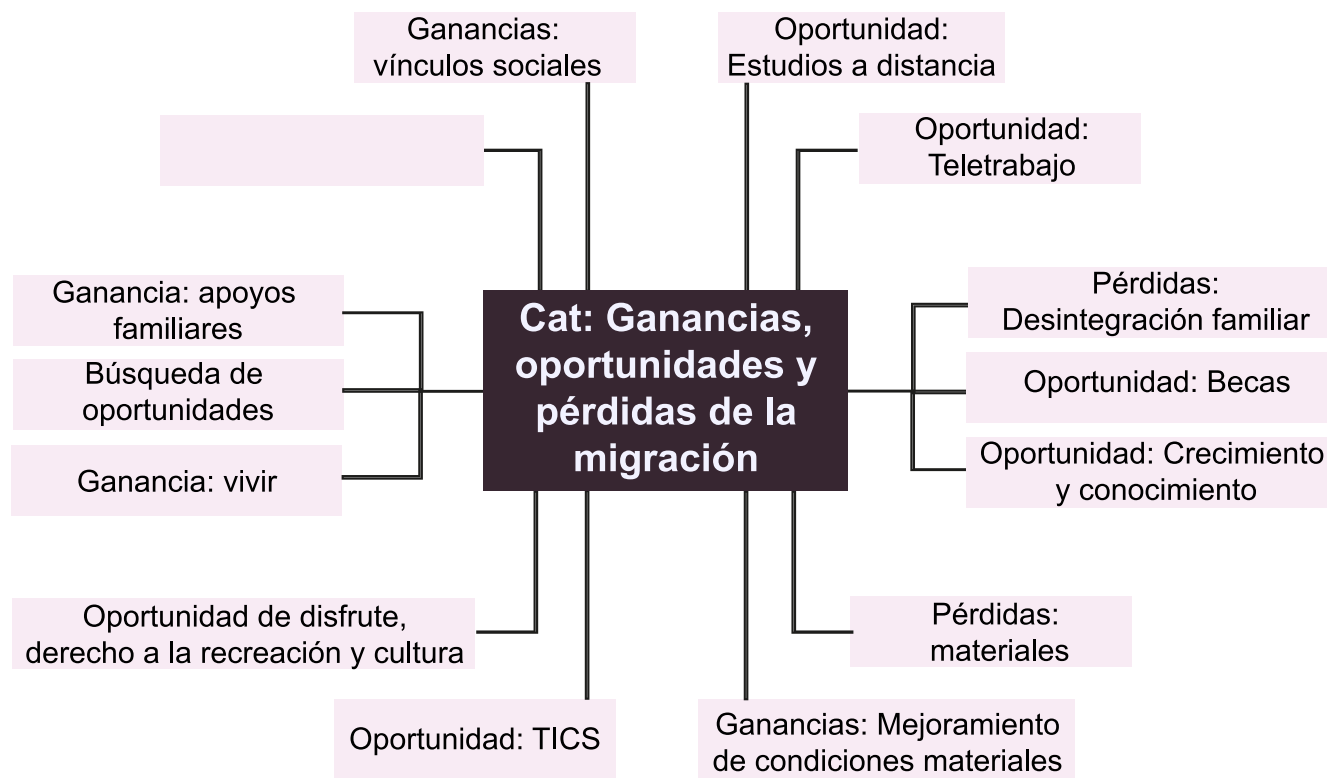 Ganancias:
vínculos sociales
Oportunidad:
Estudios a distancia
Oportunidad:
Teletrabajo
Ganancia: apoyos
familiares
Búsqueda de
oportunidades
Ganancia: vivir
Cat: Ganancias,
oportunidades y
pérdidas de la
migración
Pérdidas:
Desintegración familiar
Oportunidad: Becas
Oportunidad: Crecimiento
y conocimiento
Oportunidad de disfrute,
derecho a la recreación y cultura
Pérdidas:
materiales
Oportunidad: TICS
Ganancias: Mejoramiento
de condiciones materiales